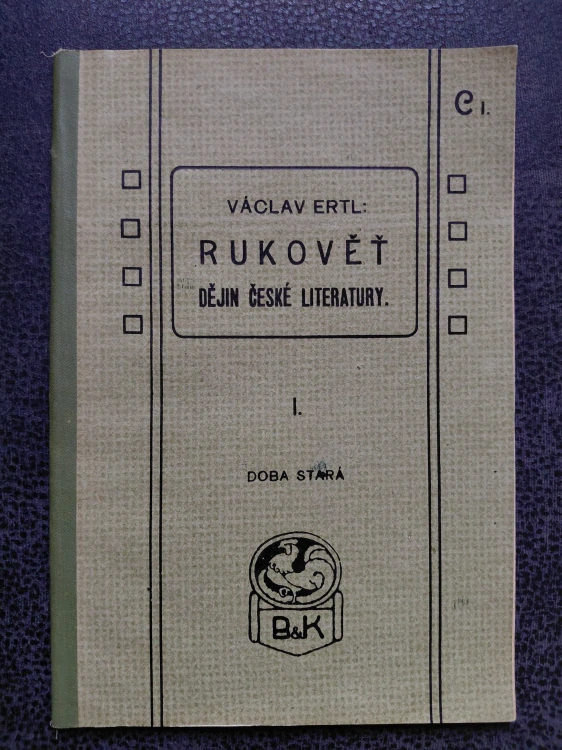 C I.
VÁCLAV ERTL:
RUKOVĚŤ
DĚJIN ČESKÉ LITERATURY.
I.
DOBA STARÁ
B&K